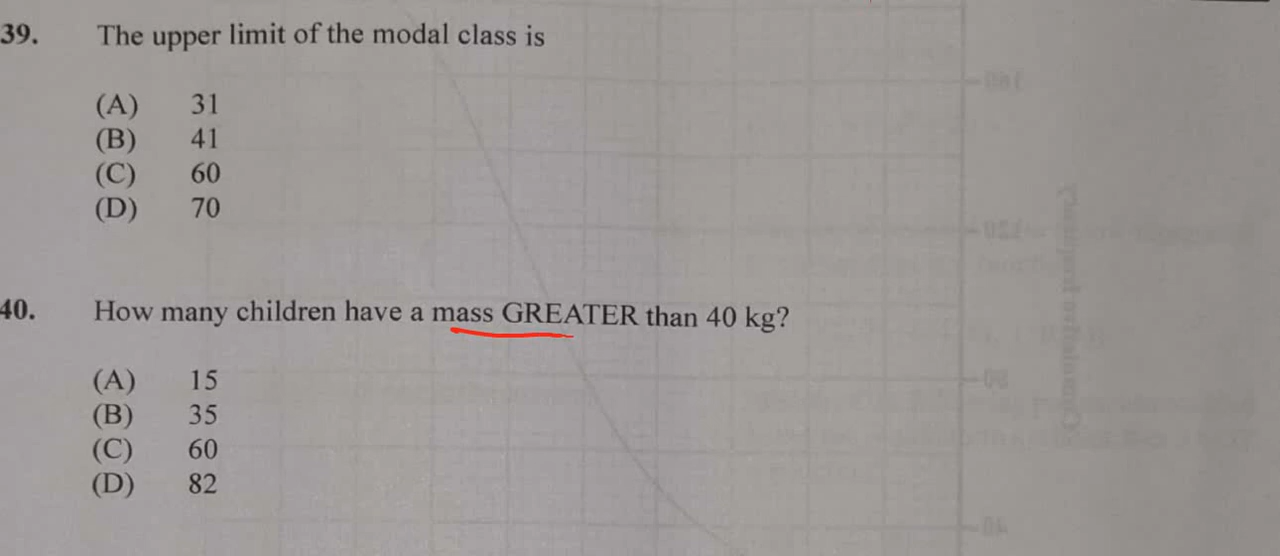 39. The upper limit of the modal class is
(A) 31
(B) 41
(C) 60
(D) 70
40. How many children have a mass GREATER than 40 kg?
(A) 15
(B) 35
(C) 60
(D) 82